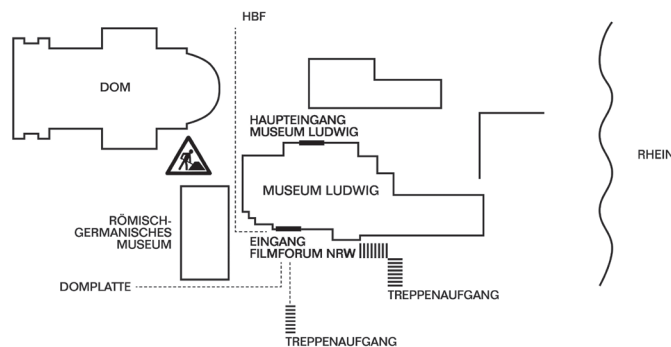 HBF
DOM
HAUPTEINGANG
MUSEUM LUDWIG
RHEIN
MUSEUM LUDWIG
RÖMISCH-
GERMANISCHES
MUSEUM
EINGANG
FILMFORUM NRW
DOMPLATTE
TREPPENAUFGANG
TREPPENAUFGANG